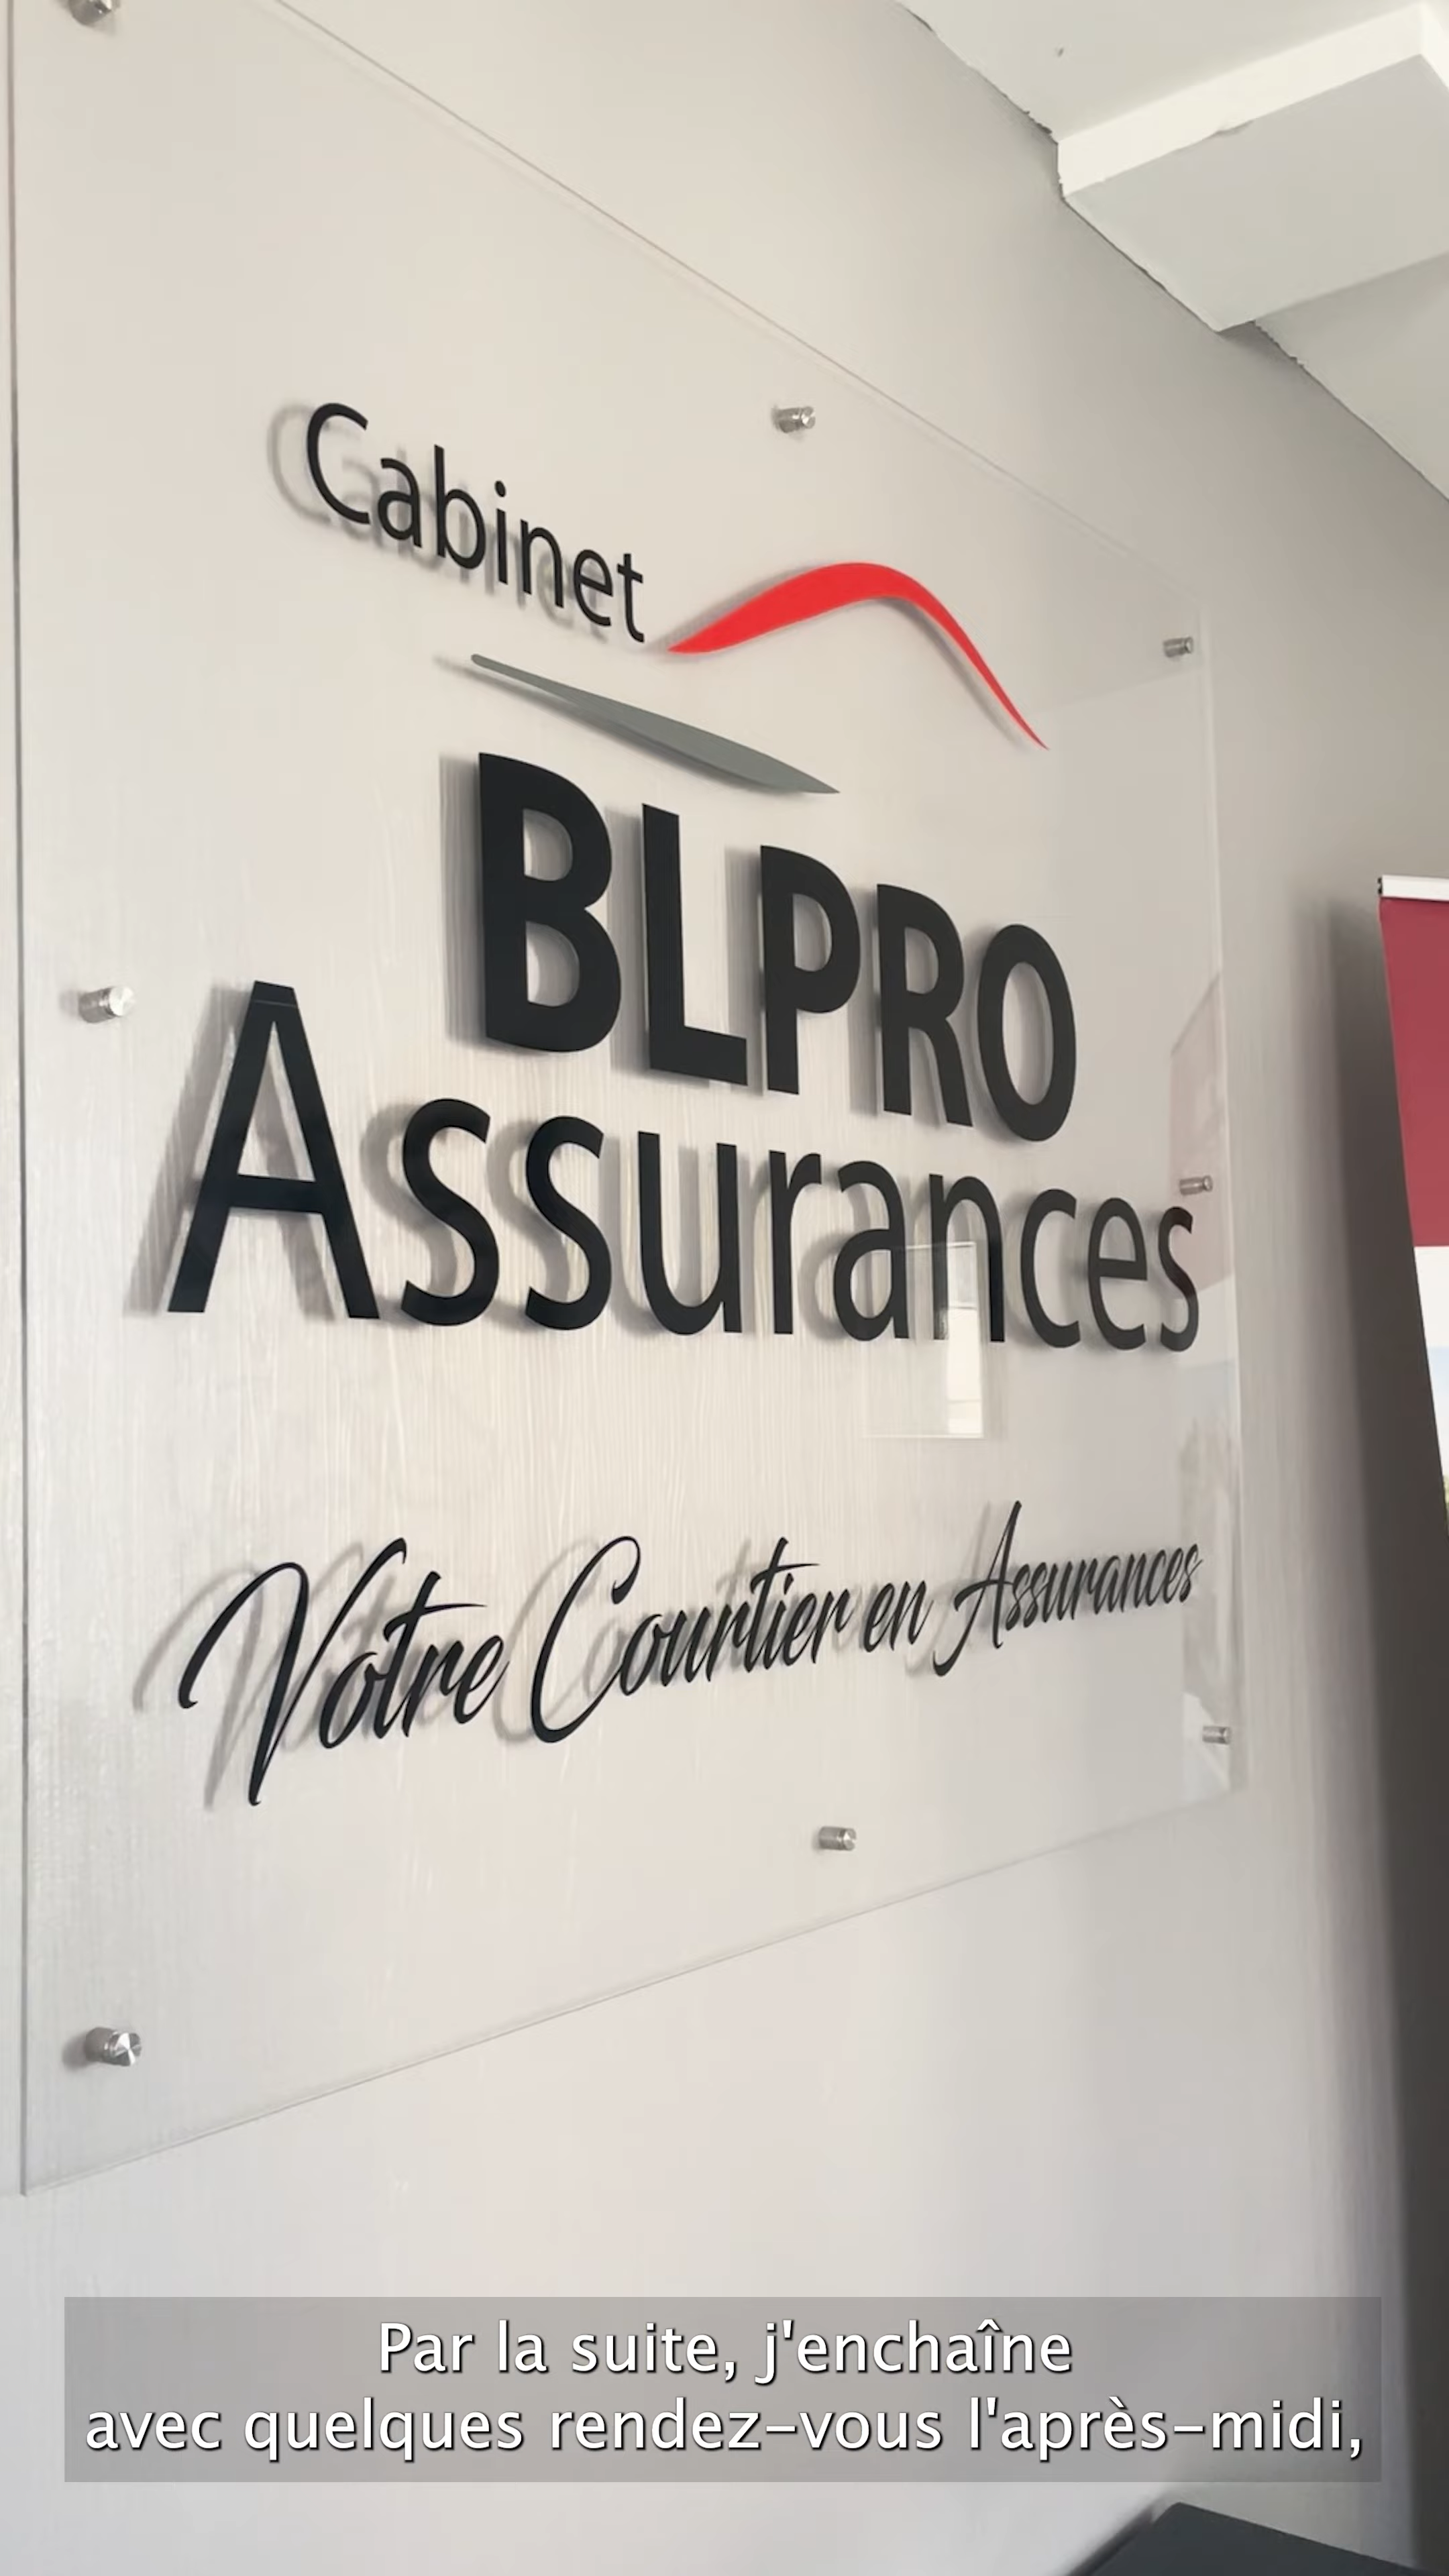 Cabinet
BLPRO
Assurances
Votre Courtier en Assurances
Par la suite, j'enchaîne
avec quelques rendez-vous l'après-midi,